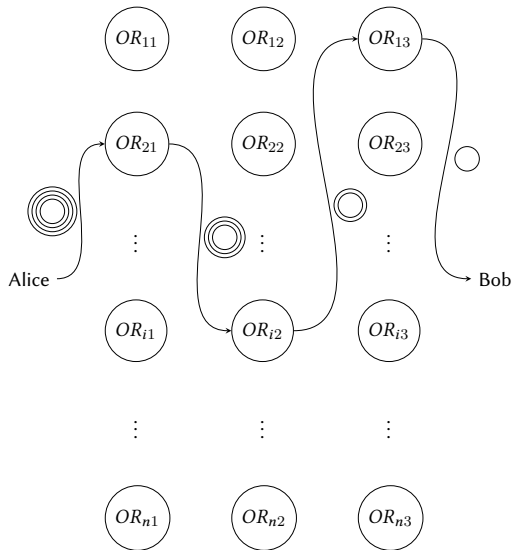 OR₁₁ OR₁₂ OR₁₃
OR₂₁ OR₂₂ OR₂₃
⋮ ⋮ ⋮
Alice Bob
ORᵢ₁ ORᵢ₂ ORᵢ₃
⋮ ⋮ ⋮
ORₙ₁ ORₙ₂ ORₙ₃